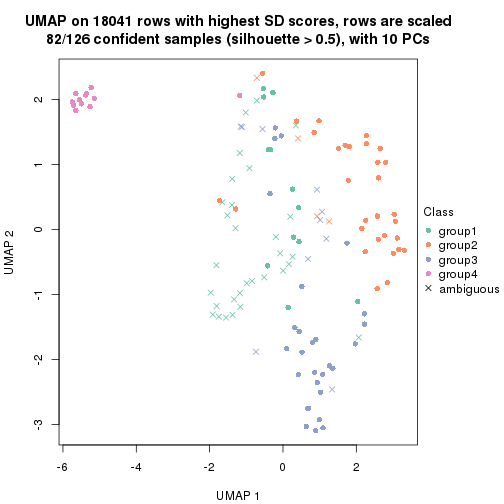 UMAP on 18041 rows with highest SD scores, rows are scaled
82/126 confident samples (silhouette > 0.5), with 10 PCs
UMAP 2
2
1
0
-1
-2
-3
-6
-4
-2
0
2
UMAP 1
Class
group1
group2
group3
group4
ambiguous